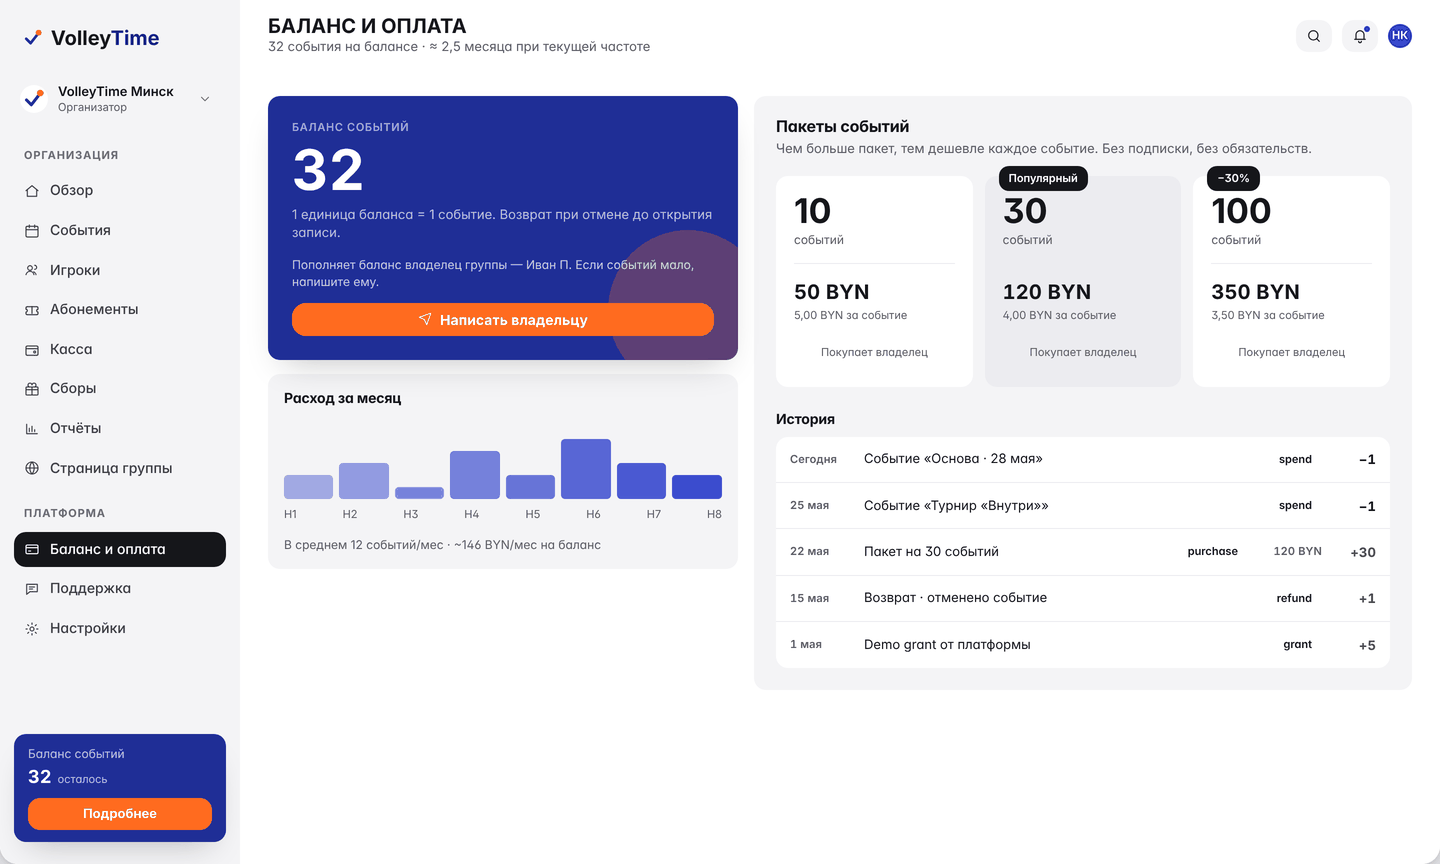 VolleyTime
VolleyTime Минск
Организатор
ОРГАНИЗАЦИЯ
Обзор
События
Игроки
Абонементы
Касса
Сборы
Отчёты
Страница группы
ПЛАТФОРМА
Баланс и оплата
Поддержка
Настройки
Баланс событий
32 осталось
Подробнее
БАЛАНС И ОПЛАТА
32 события на балансе · ≈ 2,5 месяца при текущей частоте
НК
БАЛАНС СОБЫТИЙ
32
1 единица баланса = 1 событие. Возврат при отмене до открытия
записи.
Пополняет баланс владелец группы — Иван П. Если событий мало,
напишите ему.
Написать владельцу
Расход за месяц
Н1 Н2 Н3 Н4 Н5 Н6 Н7 Н8
В среднем 12 событий/мес · ~146 BYN/мес на баланс
Пакеты событий
Чем больше пакет, тем дешевле каждое событие. Без подписки, без обязательств.
10
событий
50 BYN
5,00 BYN за событие
Покупает владелец
Популярный
30
событий
120 BYN
4,00 BYN за событие
Покупает владелец
−30%
100
событий
350 BYN
3,50 BYN за событие
Покупает владелец
История
Сегодня Событие «Основа · 28 мая» spend −1
25 мая Событие «Турнир «Внутри»» spend −1
22 мая Пакет на 30 событий purchase 120 BYN +30
15 мая Возврат · отменено событие refund +1
1 мая Demo grant от платформы grant +5